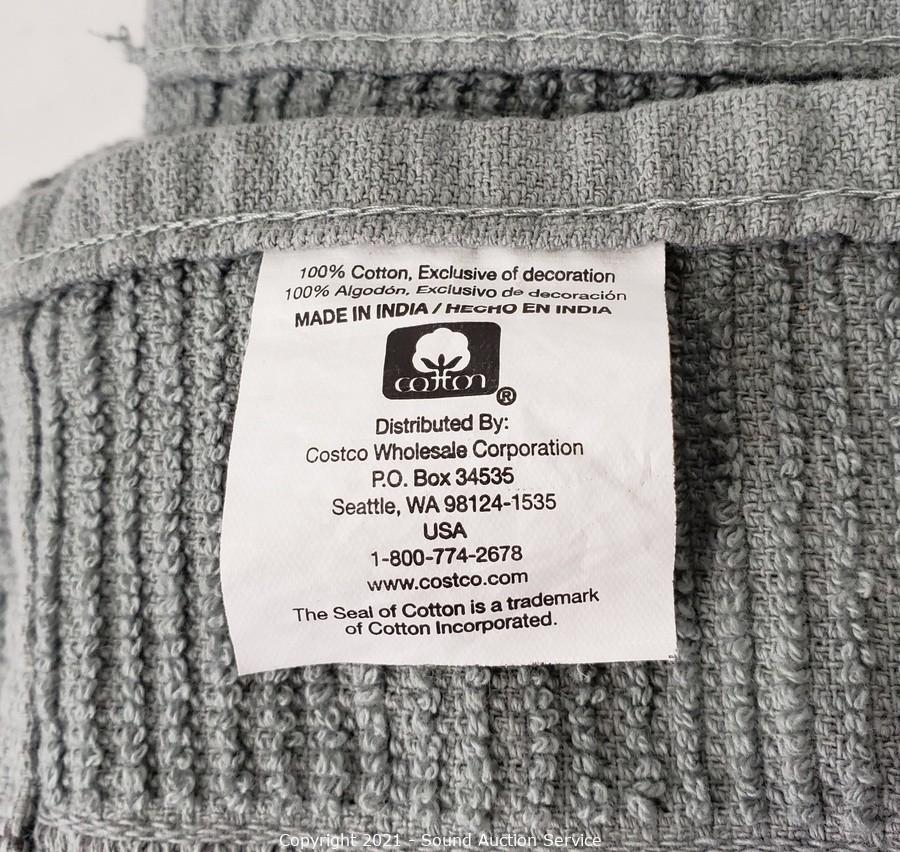 100% Cotton, Exclusive of decoration
100% Algodón, Exclusivo de decoración
MADE IN INDIA / HECHO EN INDIA
cotton
®
Distributed By:
Costco Wholesale Corporation
P.O. Box 34535
Seattle, WA 98124-1535
USA
1-800-774-2678
www.costco.com
The Seal of Cotton is a trademark
of Cotton Incorporated.
Copyright 2021 - Sound Auction Service